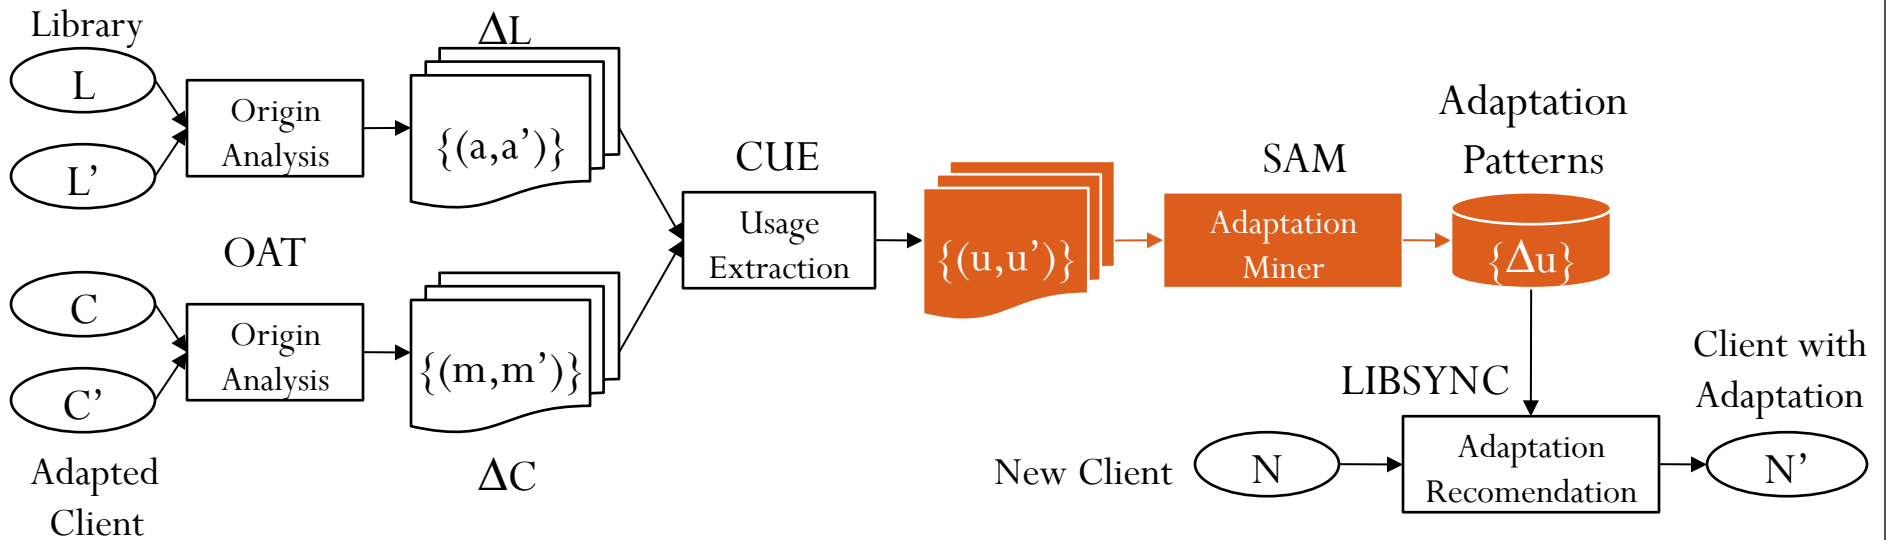 Library
L
L'
Origin
Analysis
ΔL
{(a,a')}
OAT
C
C'
Adapted
Client
Origin
Analysis
{(m,m')}
ΔC
CUE
Usage
Extraction
{(u,u')}
SAM
Adaptation
Miner
Adaptation
Patterns
{Δu}
LIBSYNC
New Client
N
Adaptation
Recomendation
Client with
Adaptation
N'